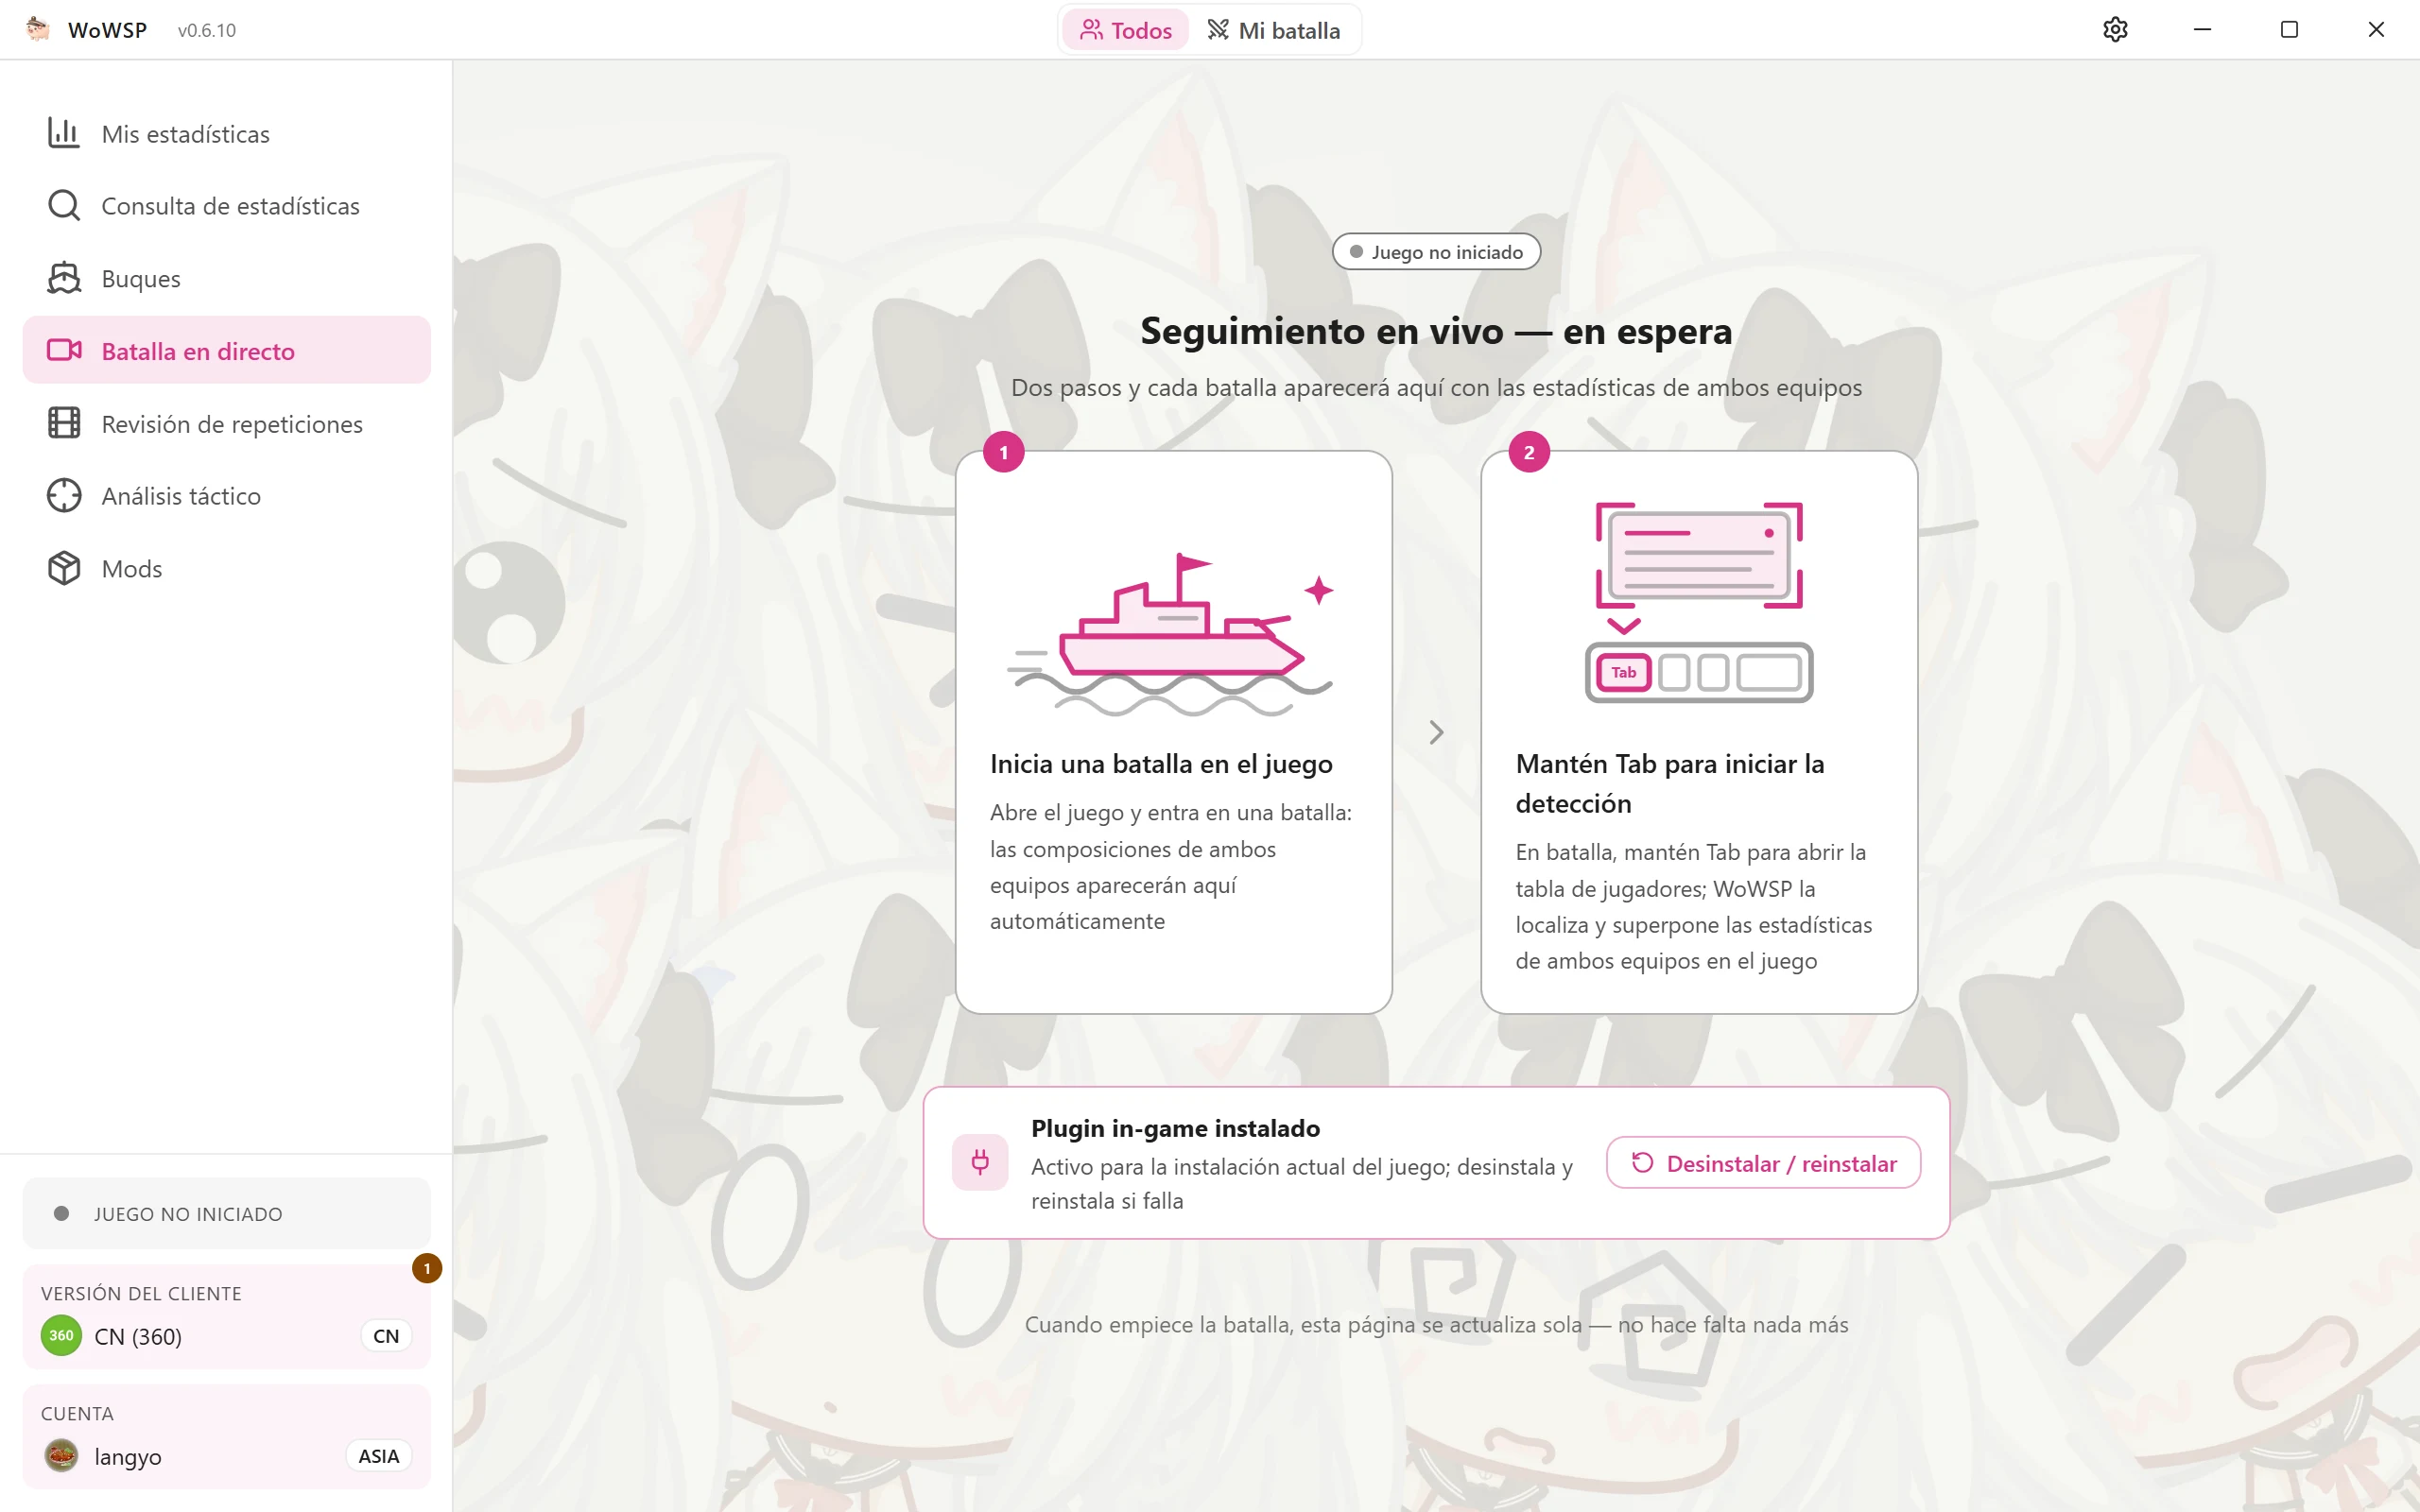 WoWSP v0.6.10
Todos
Mi batalla
Mis estadísticas
Consulta de estadísticas
Buques
Batalla en directo
Revisión de repeticiones
Análisis táctico
Mods
JUEGO NO INICIADO
1
VERSIÓN DEL CLIENTE
360 CN (360) CN
CUENTA
langyo ASIA
Juego no iniciado
Seguimiento en vivo — en espera
Dos pasos y cada batalla aparecerá aquí con las estadísticas de ambos equipos
1
Inicia una batalla en el juego
Abre el juego y entra en una batalla:
las composiciones de ambos
equipos aparecerán aquí
automáticamente
2
Tab
Mantén Tab para iniciar la
detección
En batalla, mantén Tab para abrir la
tabla de jugadores; WoWSP la
localiza y superpone las estadísticas
de ambos equipos en el juego
Plugin in-game instalado
Activo para la instalación actual del juego; desinstala y
reinstala si falla
Desinstalar / reinstalar
Cuando empiece la batalla, esta página se actualiza sola — no hace falta nada más